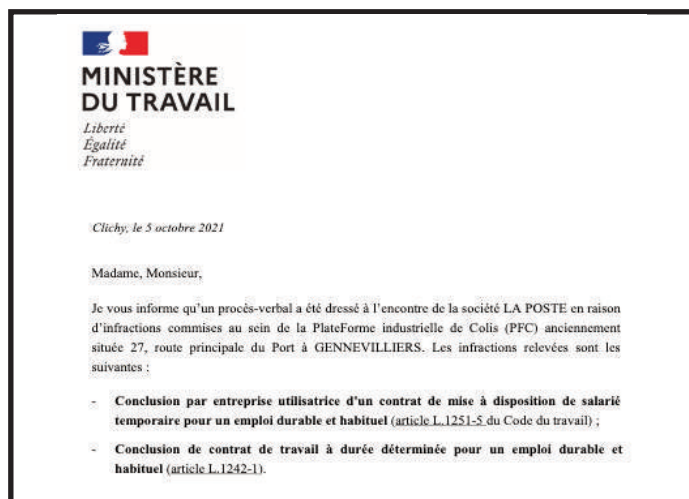 MINISTÈRE
DU TRAVAIL
Liberté
Égalité
Fraternité
Clichy, le 5 octobre 2021
Madame, Monsieur,
Je vous informe qu'un procès-verbal a été dressé à l'encontre de la société LA POSTE en raison
d'infractions commises au sein de la PlateForme industrielle de Colis (PFC) anciennement
située 27, route principale du Port à GENNEVILLIERS. Les infractions relevées sont les
suivantes :
- Conclusion par entreprise utilisatrice d'un contrat de mise à disposition de salarié
temporaire pour un emploi durable et habituel (article L.1251-5 du Code du travail) ;
- Conclusion de contrat de travail à durée déterminée pour un emploi durable et
habituel (article L.1242-1).